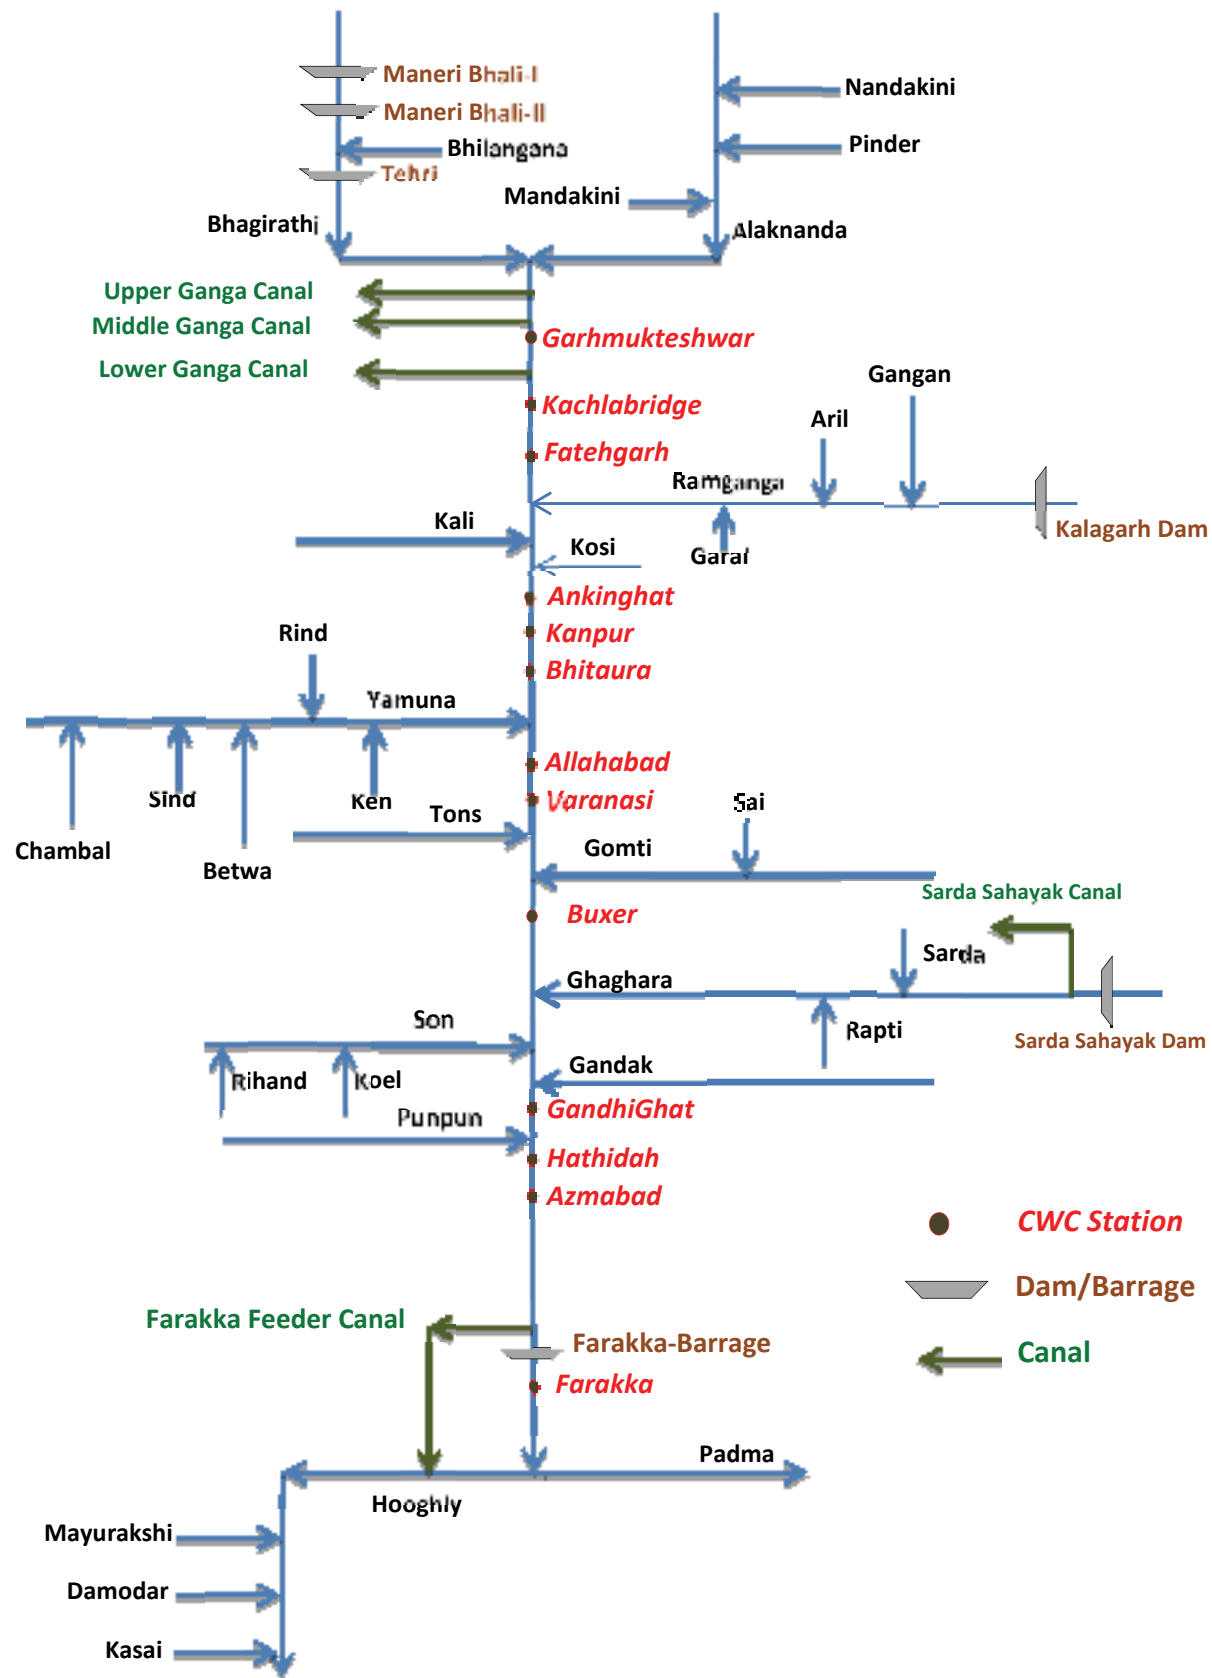 Maneri Bhali-I
Nandakini
Maneri Bhali-II
Bhilangana
Pinder
Tehri
Mandakini
Bhagirathi
Alaknanda
Upper Ganga Canal
Middle Ganga Canal
Garhmukteshwar
Lower Ganga Canal
Gangan
Kachlabridge
Aril
Fatehgarh
Ramganga
Kali
Kosi
Garai
Kalagarh Dam
Ankinghat
Rind
Kanpur
Bhitaura
Yamuna
Allahabad
Sind
Ken
Varanasi
Sai
Tons
Chambal
Gomti
Betwa
Sarda Sahayak Canal
Buxer
Sarda
Ghaghara
Son
Rapti
Sarda Sahayak Dam
Gandak
Rihand
Koel
GandhiGhat
Punpun
Hathidah
Azmabad
CWC Station
Dam/Barrage
Farakka Feeder Canal
Farakka-Barrage
Canal
Farakka
Padma
Hooghly
Mayurakshi
Damodar
Kasai